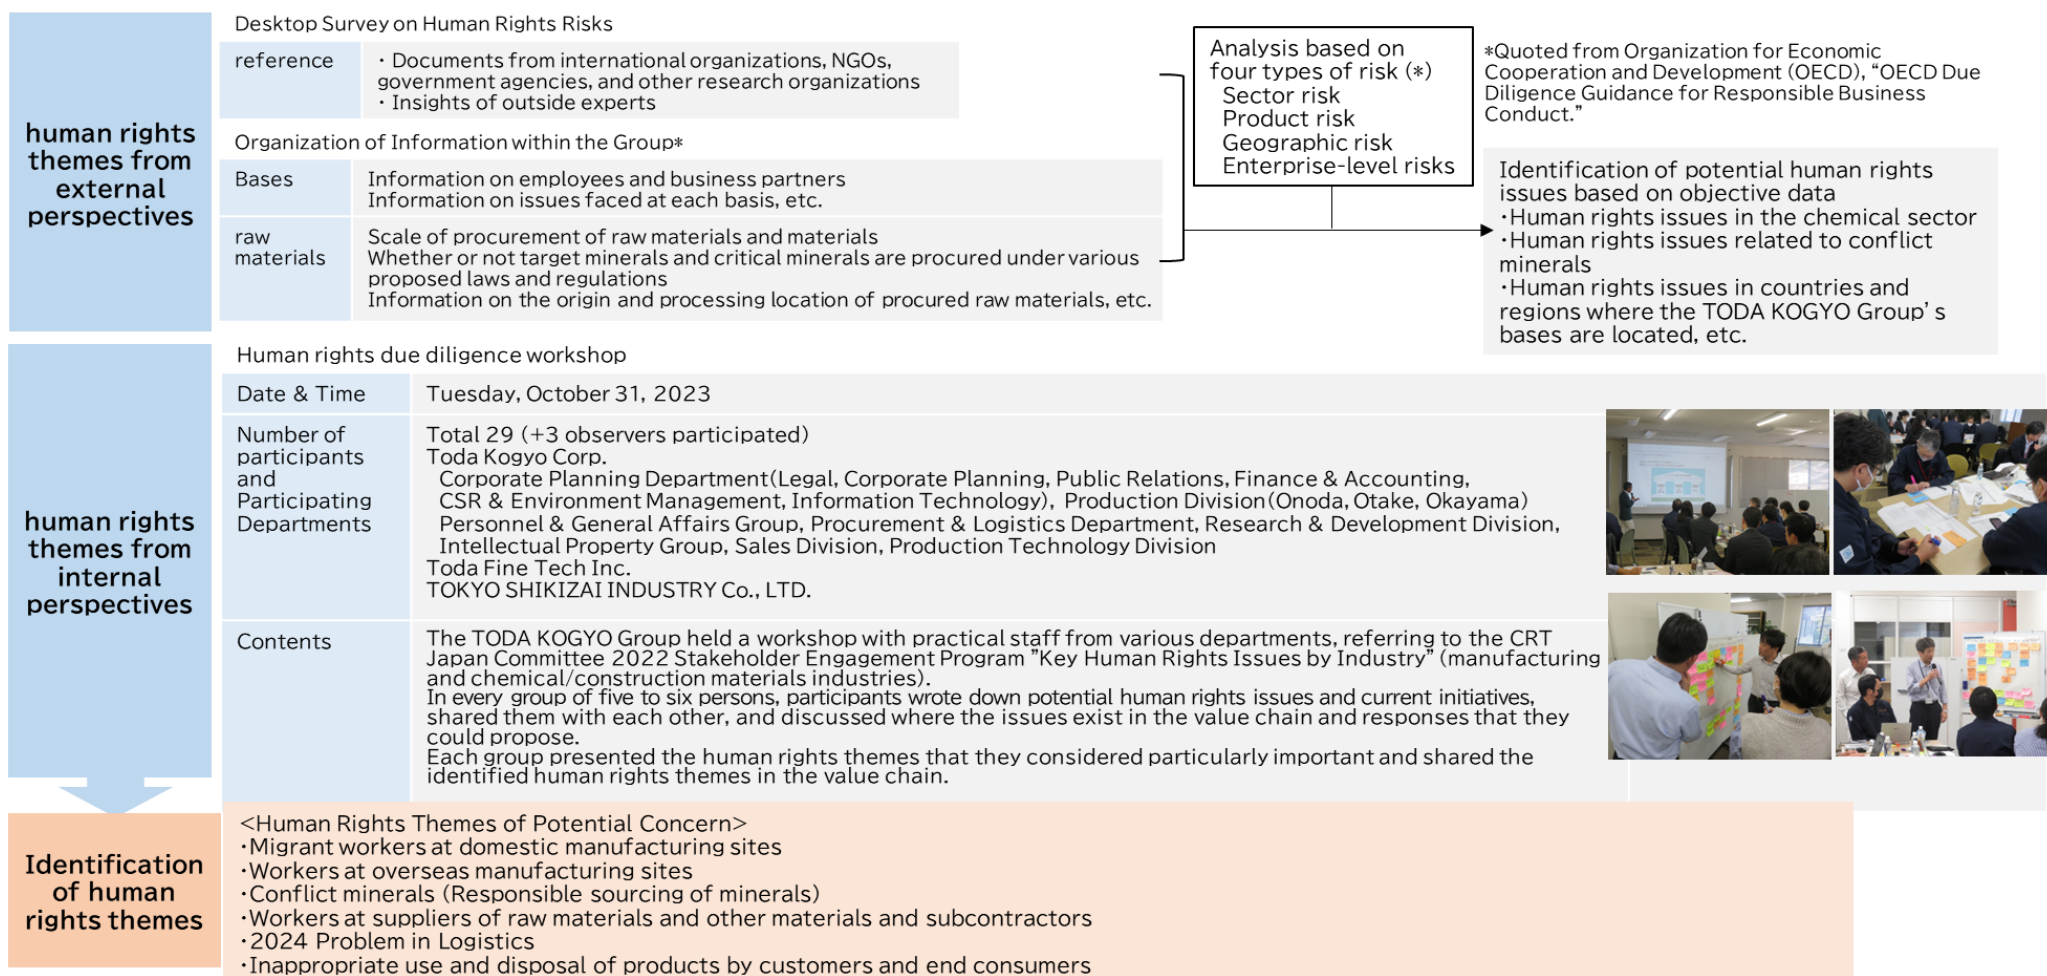 human rights
themes from
external
perspectives
Desktop Survey on Human Rights Risks
reference
・Documents from international organizations, NGOs,
government agencies, and other research organizations
・Insights of outside experts
Organization of Information within the Group*
Bases
Information on employees and business partners
Information on issues faced at each basis, etc.
raw
materials
Scale of procurement of raw materials and materials
Whether or not target minerals and critical minerals are procured under various
proposed laws and regulations
Information on the origin and processing location of procured raw materials, etc.
Analysis based on
four types of risk (*)
Sector risk
Product risk
Geographic risk
Enterprise-level risks
*Quoted from Organization for Economic
Cooperation and Development (OECD), “OECD Due
Diligence Guidance for Responsible Business
Conduct.”
Identification of potential human rights
issues based on objective data
・Human rights issues in the chemical sector
・Human rights issues related to conflict
minerals
・Human rights issues in countries and
regions where the TODA KOGYO Group’s
bases are located, etc.
human rights
themes from
internal
perspectives
Human rights due diligence workshop
Date & Time
Tuesday, October 31, 2023
Number of
participants
and
Participating
Departments
Total 29 (+3 observers participated)
Toda Kogyo Corp.
Corporate Planning Department(Legal, Corporate Planning, Public Relations, Finance & Accounting,
CSR & Environment Management, Information Technology), Production Division(Onoda, Otake, Okayama)
Personnel & General Affairs Group, Procurement & Logistics Department, Research & Development Division,
Intellectual Property Group, Sales Division, Production Technology Division
Toda Fine Tech Inc.
TOKYO SHIKIZAI INDUSTRY Co., LTD.
Contents
The TODA KOGYO Group held a workshop with practical staff from various departments, referring to the CRT
Japan Committee 2022 Stakeholder Engagement Program ”Key Human Rights Issues by Industry” (manufacturing
and chemical/construction materials industries).
In every group of five to six persons, participants wrote down potential human rights issues and current initiatives,
shared them with each other, and discussed where the issues exist in the value chain and responses that they
could propose.
Each group presented the human rights themes that they considered particularly important and shared the
identified human rights themes in the value chain.
Identification
of human
rights themes
<Human Rights Themes of Potential Concern>
・Migrant workers at domestic manufacturing sites
・Workers at overseas manufacturing sites
・Conflict minerals (Responsible sourcing of minerals)
・Workers at suppliers of raw materials and other materials and subcontractors
・2024 Problem in Logistics
・Inappropriate use and disposal of products by customers and end consumers